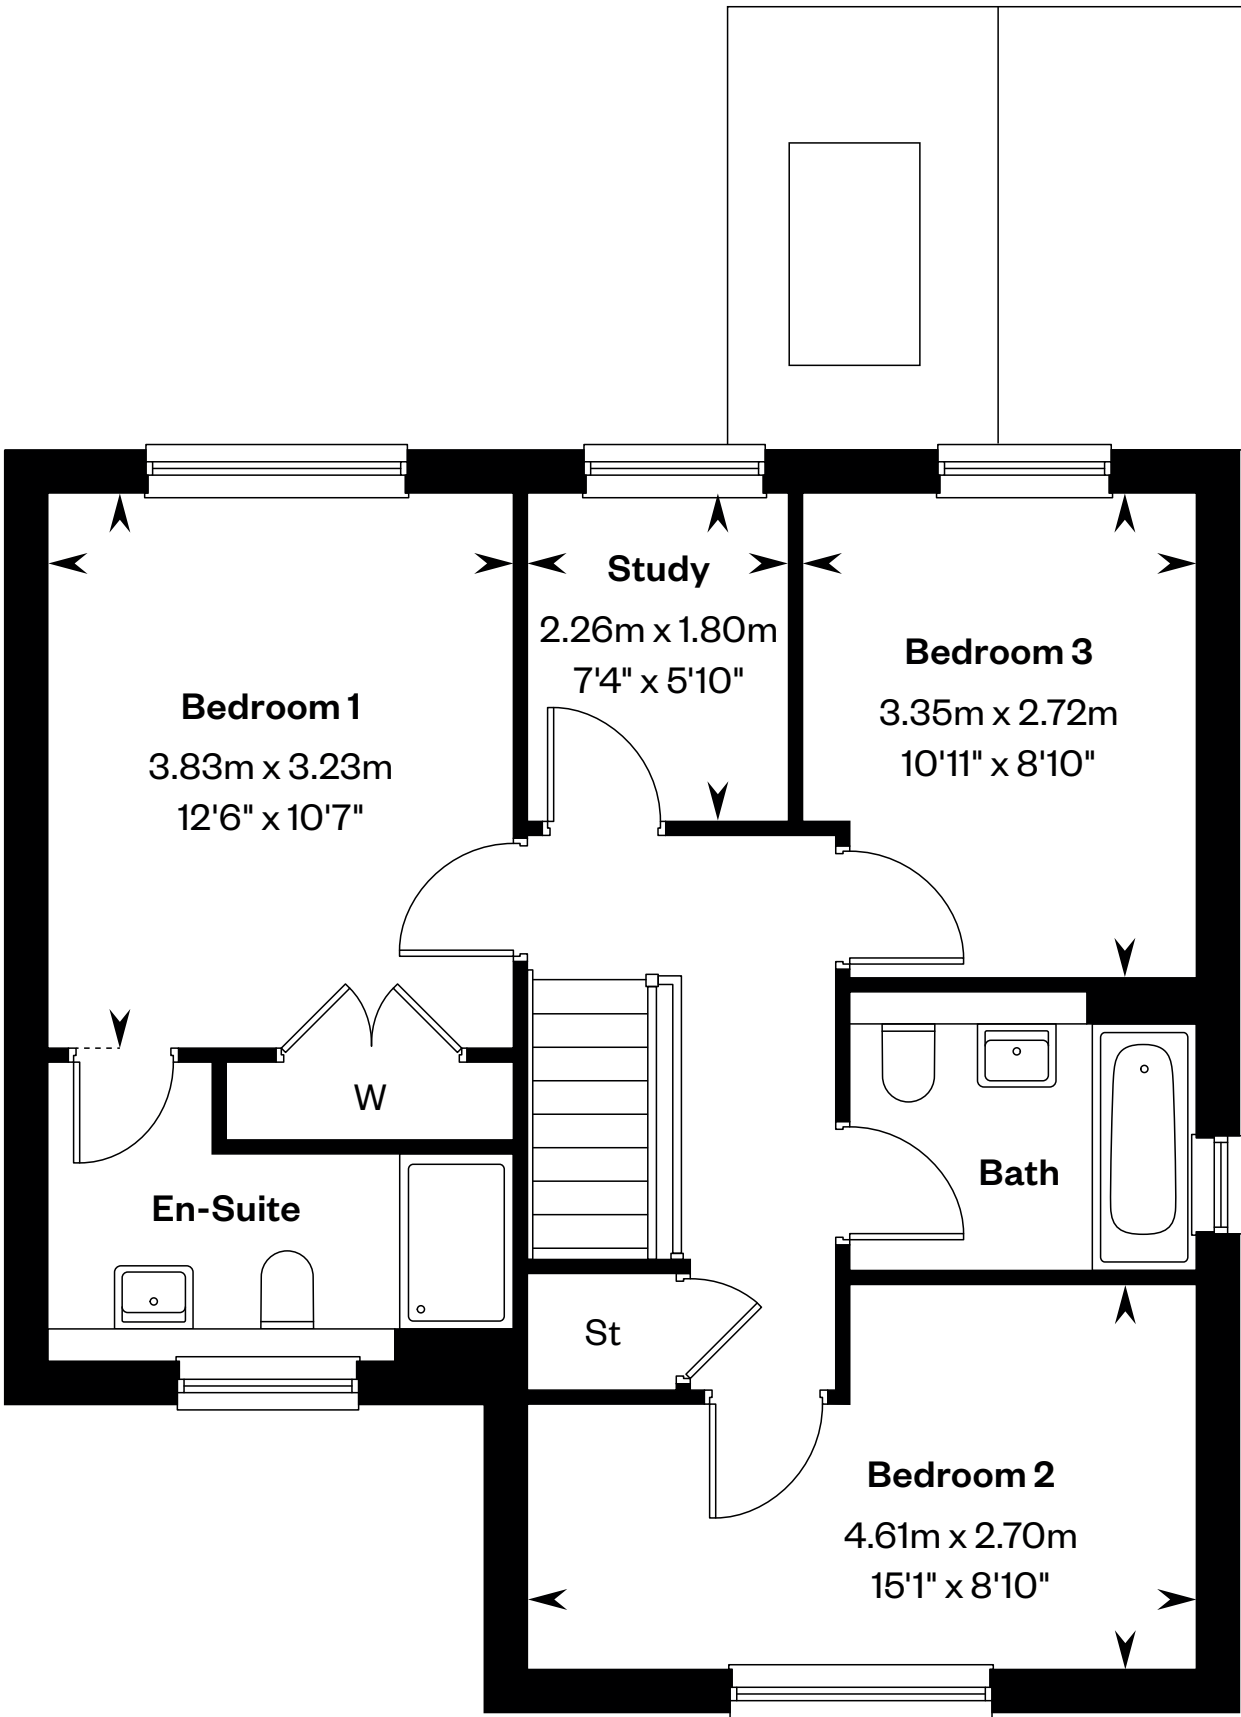 Study
2.26m x 1.80m
7'4" x 5'10"
Bedroom 3
3.35m x 2.72m
10'11" x 8'10"
Bedroom 1
3.83m x 3.23m
12'6" x 10'7"
W
Bath
En-Suite
St
Bedroom 2
4.61m x 2.70m
15'1" x 8'10"